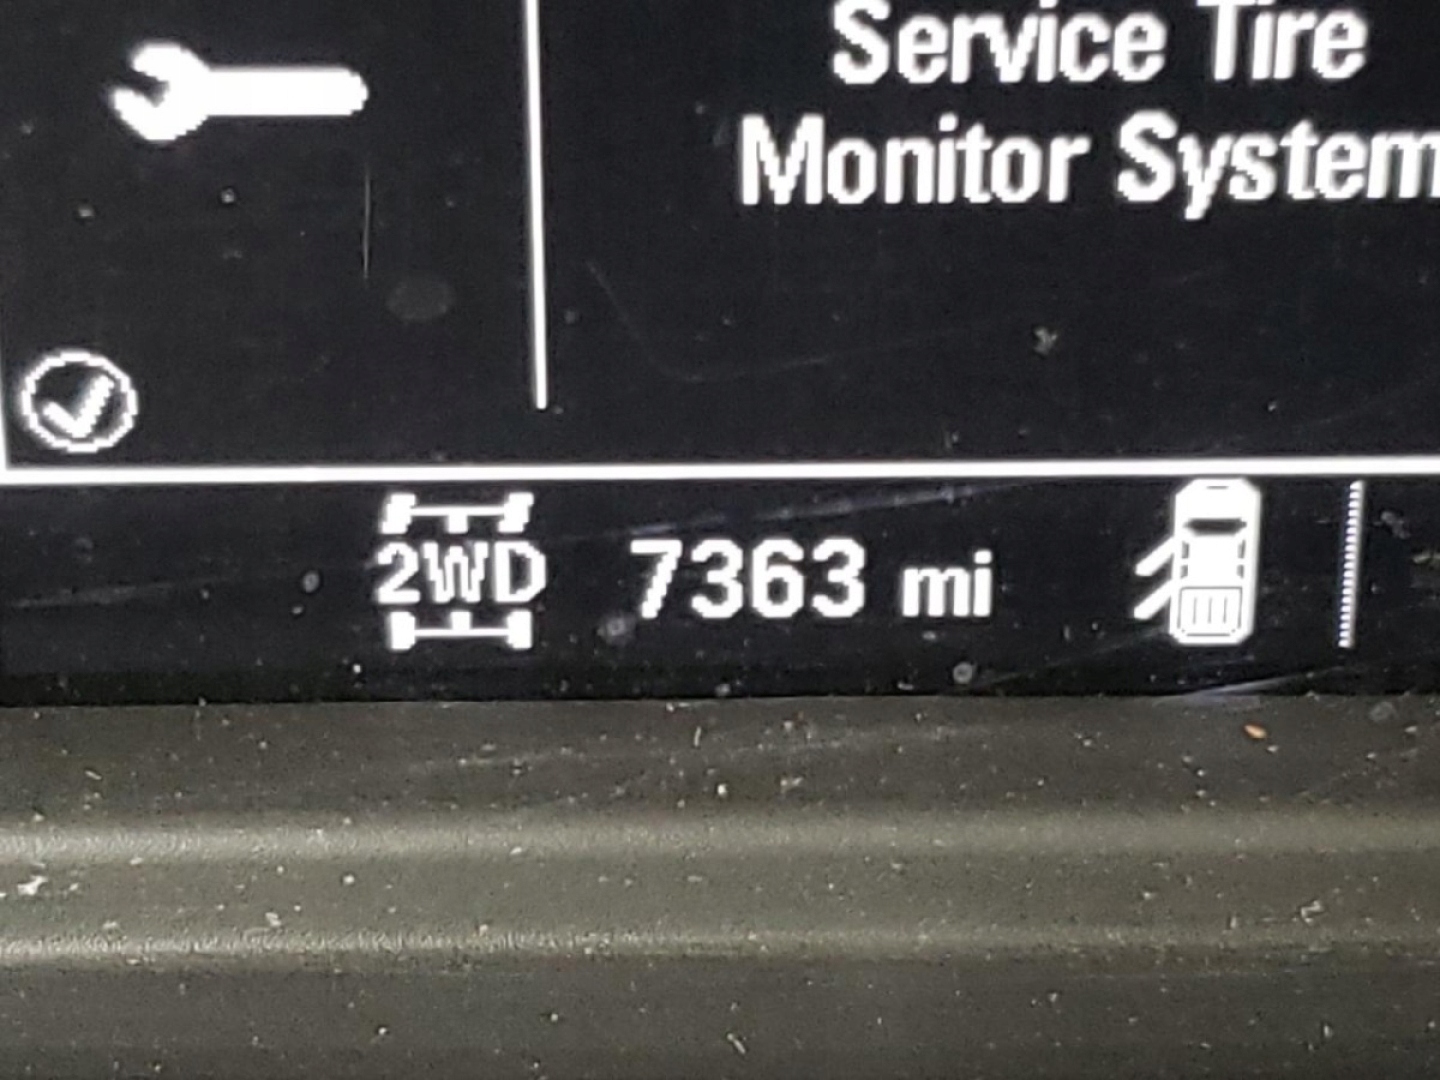 Service Tire
Monitor System
2WD
7363 mi